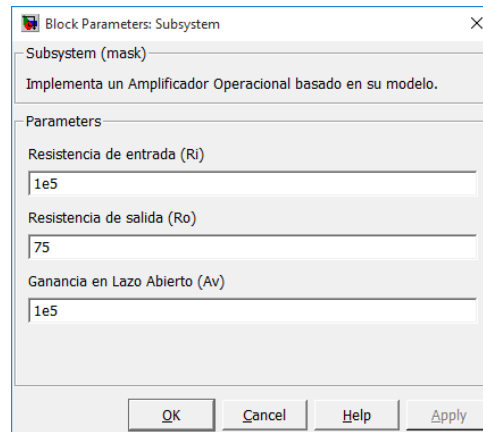 Block Parameters: Subsystem
Subsystem (mask)
Implementa un Amplificador Operacional basado en su modelo.
Parameters
Resistencia de entrada (Ri)
1e5
Resistencia de salida (Ro)
75
Ganancia en Lazo Abierto (Av)
1e5
OK Cancel Help Apply